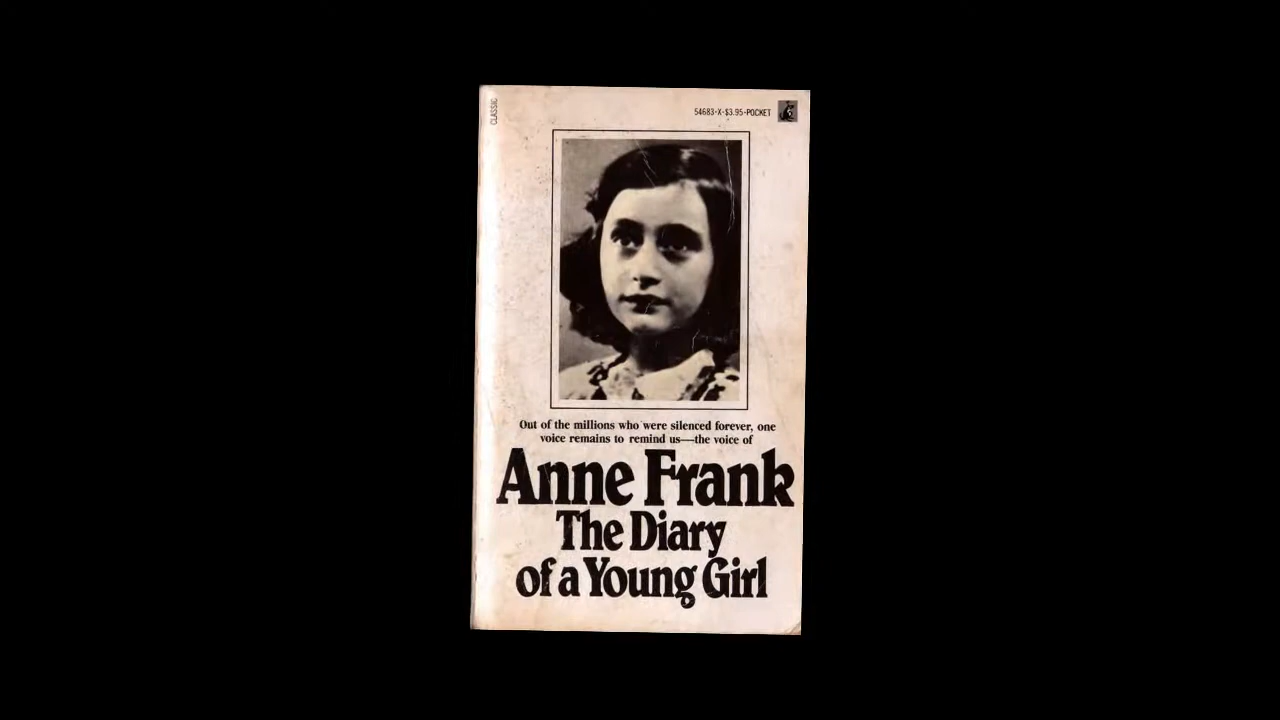 CLASSIC
54683-X•$3.95•POCKET
Out of the millions who were silenced forever, one
voice remains to remind us—the voice of
Anne Frank
The Diary
of a Young Girl